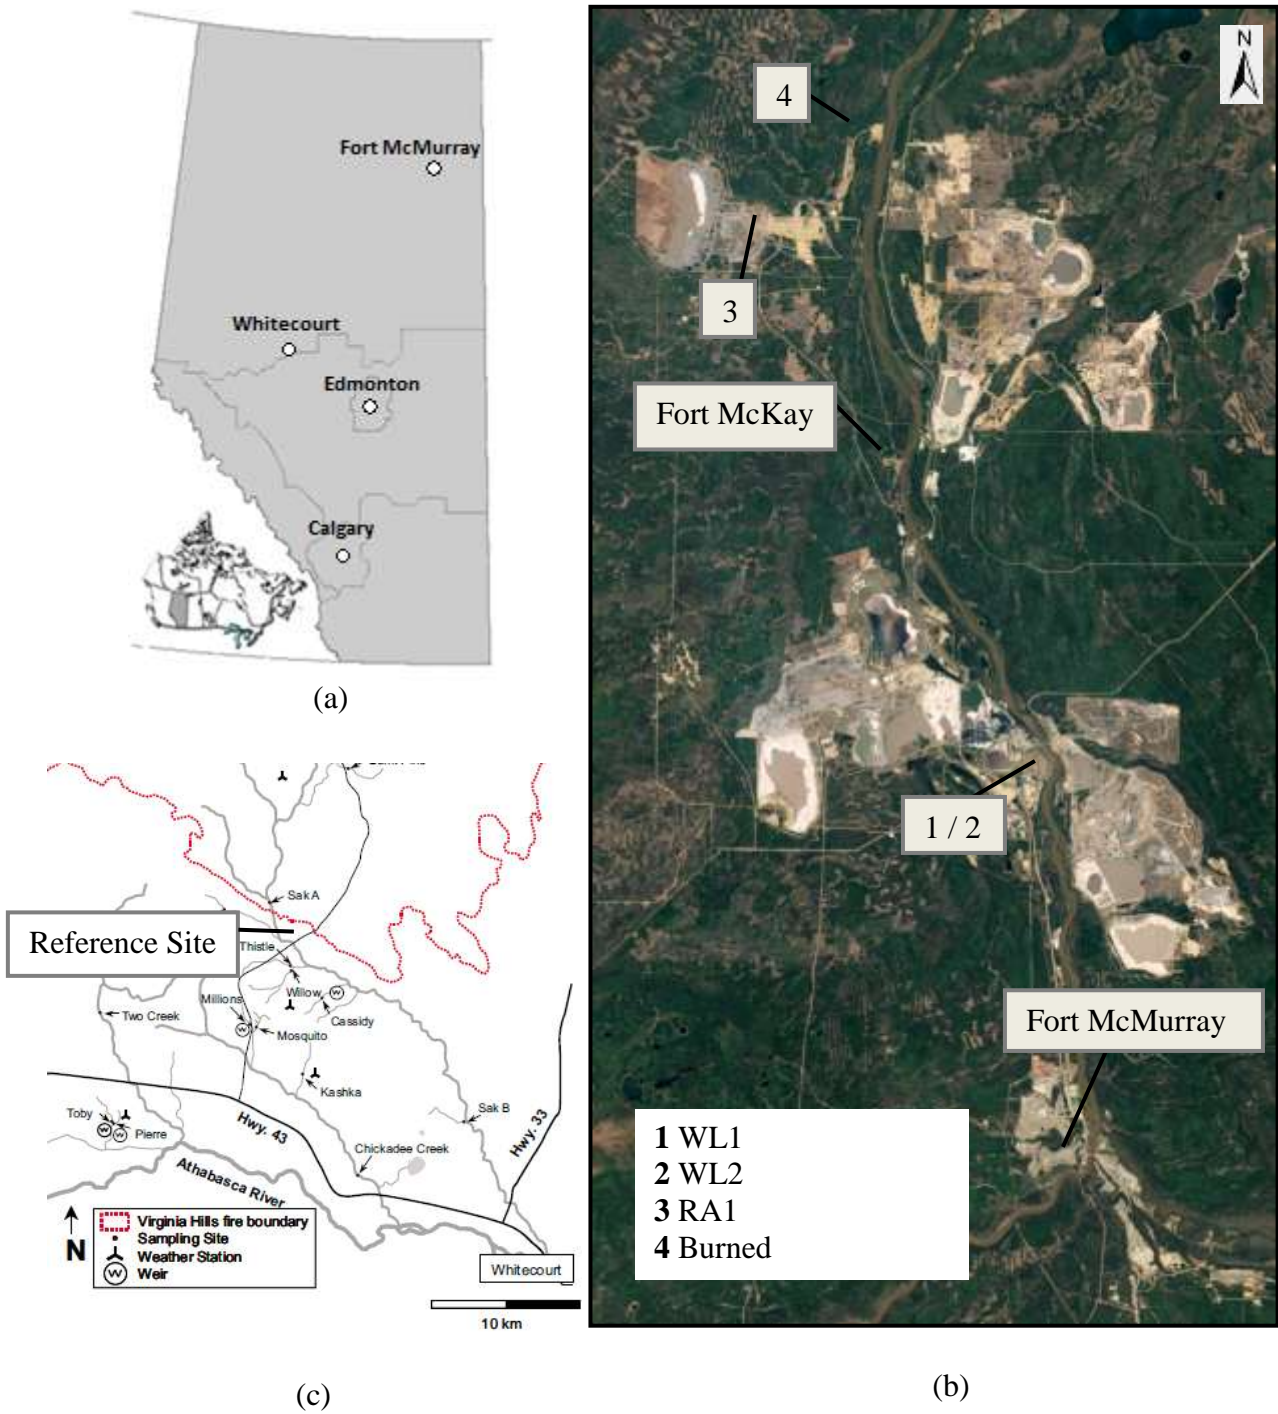 Fort McMurray
Whitecourt
Edmonton
Calgary
(a)
N
4
3
Fort McKay
1 / 2
Fort McMurray
1 WL1
2 WL2
3 RA1
4 Burned
(b)
Sak A
Reference Site
Thistle
Willow
W
Millions
Cassidy
Two Creek
W
Mosquito
Kashka
Toby
W
W
Pierre
Sak B
Hwy. 43
Hwy. 33
Chickadee Creek
Athabasca River
N
Virginia Hills fire boundary
Sampling Site
Weather Station
W
Weir
Whitecourt
10 km
(c)